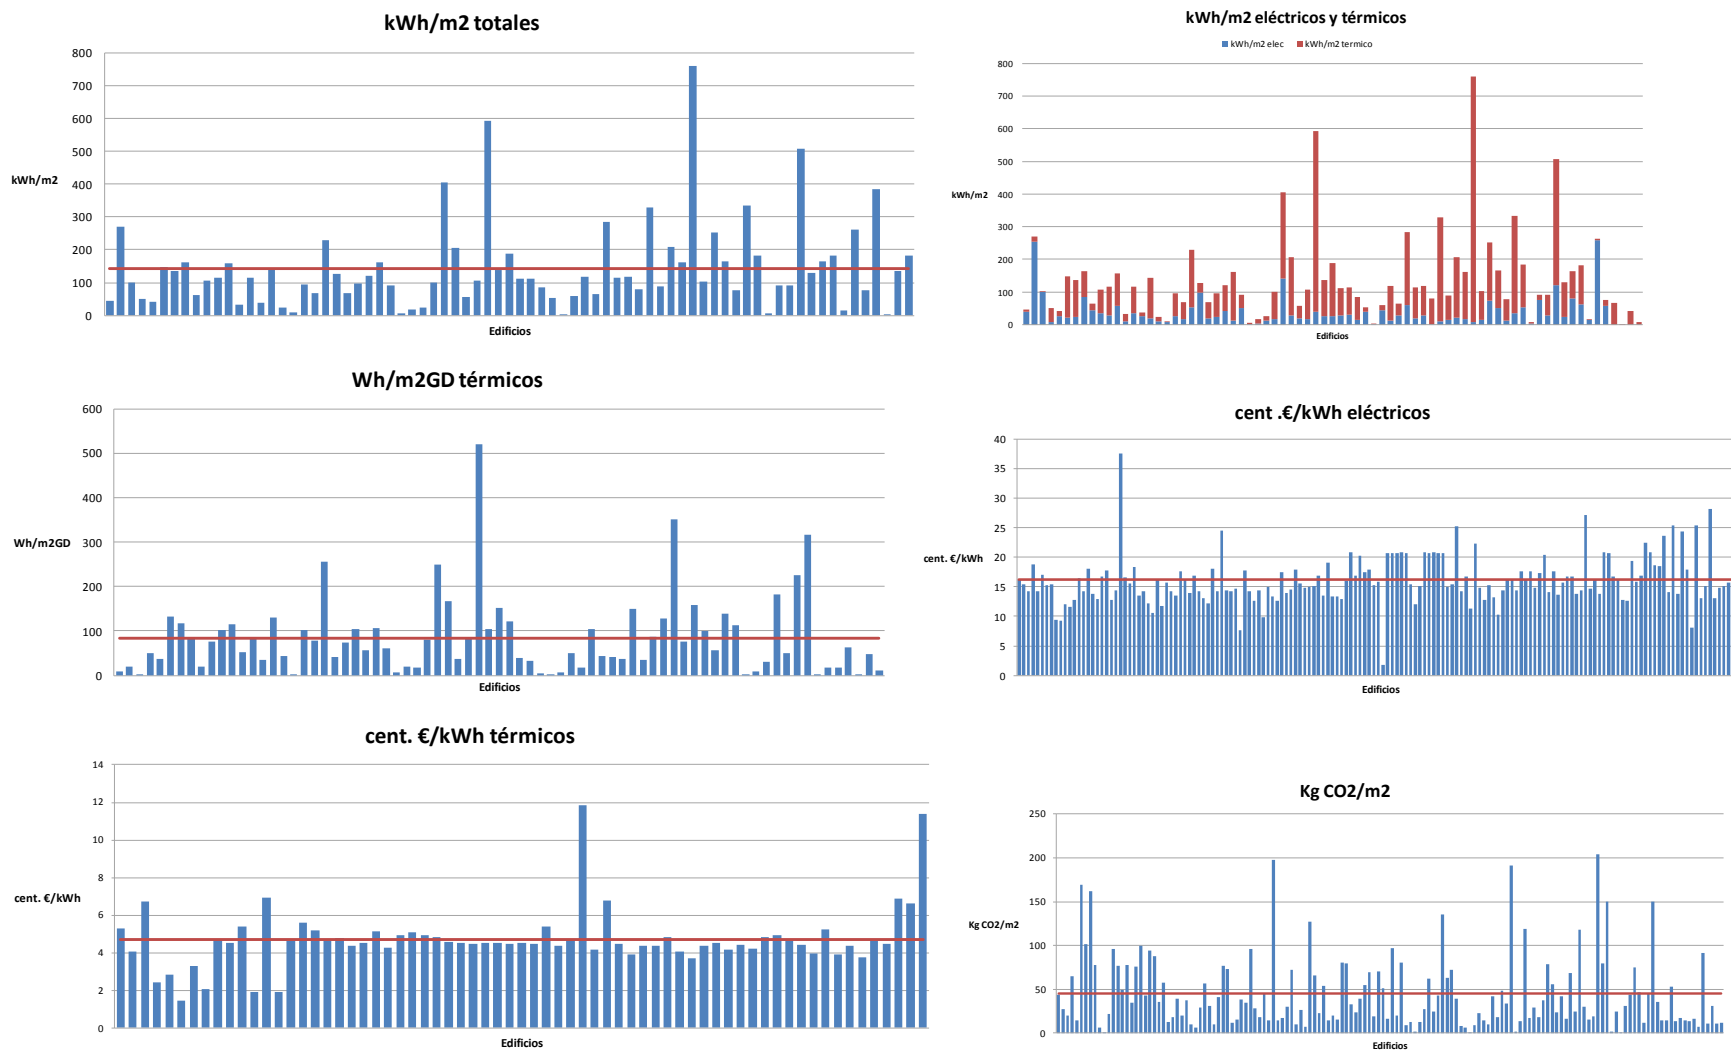 kWh/m2 totales
800
700
600
500
400
300
200
100
0
kWh/m2
Edificios
kWh/m2 eléctricos y térmicos
kWh/m2 elec kWh/m2 termico
800
700
600
500
400
300
200
100
0
kWh/m2
Edificios
Wh/m2GD térmicos
600
500
400
300
200
100
0
Wh/m2GD
Edificios
cent .€/kWh eléctricos
40
35
30
25
20
15
10
5
0
cent. €/kWh
Edificios
cent. €/kWh térmicos
14
12
10
8
6
4
2
0
cent. €/kWh
Edificios
Kg CO2/m2
250
200
150
100
50
0
Kg CO2/m2
Edificios